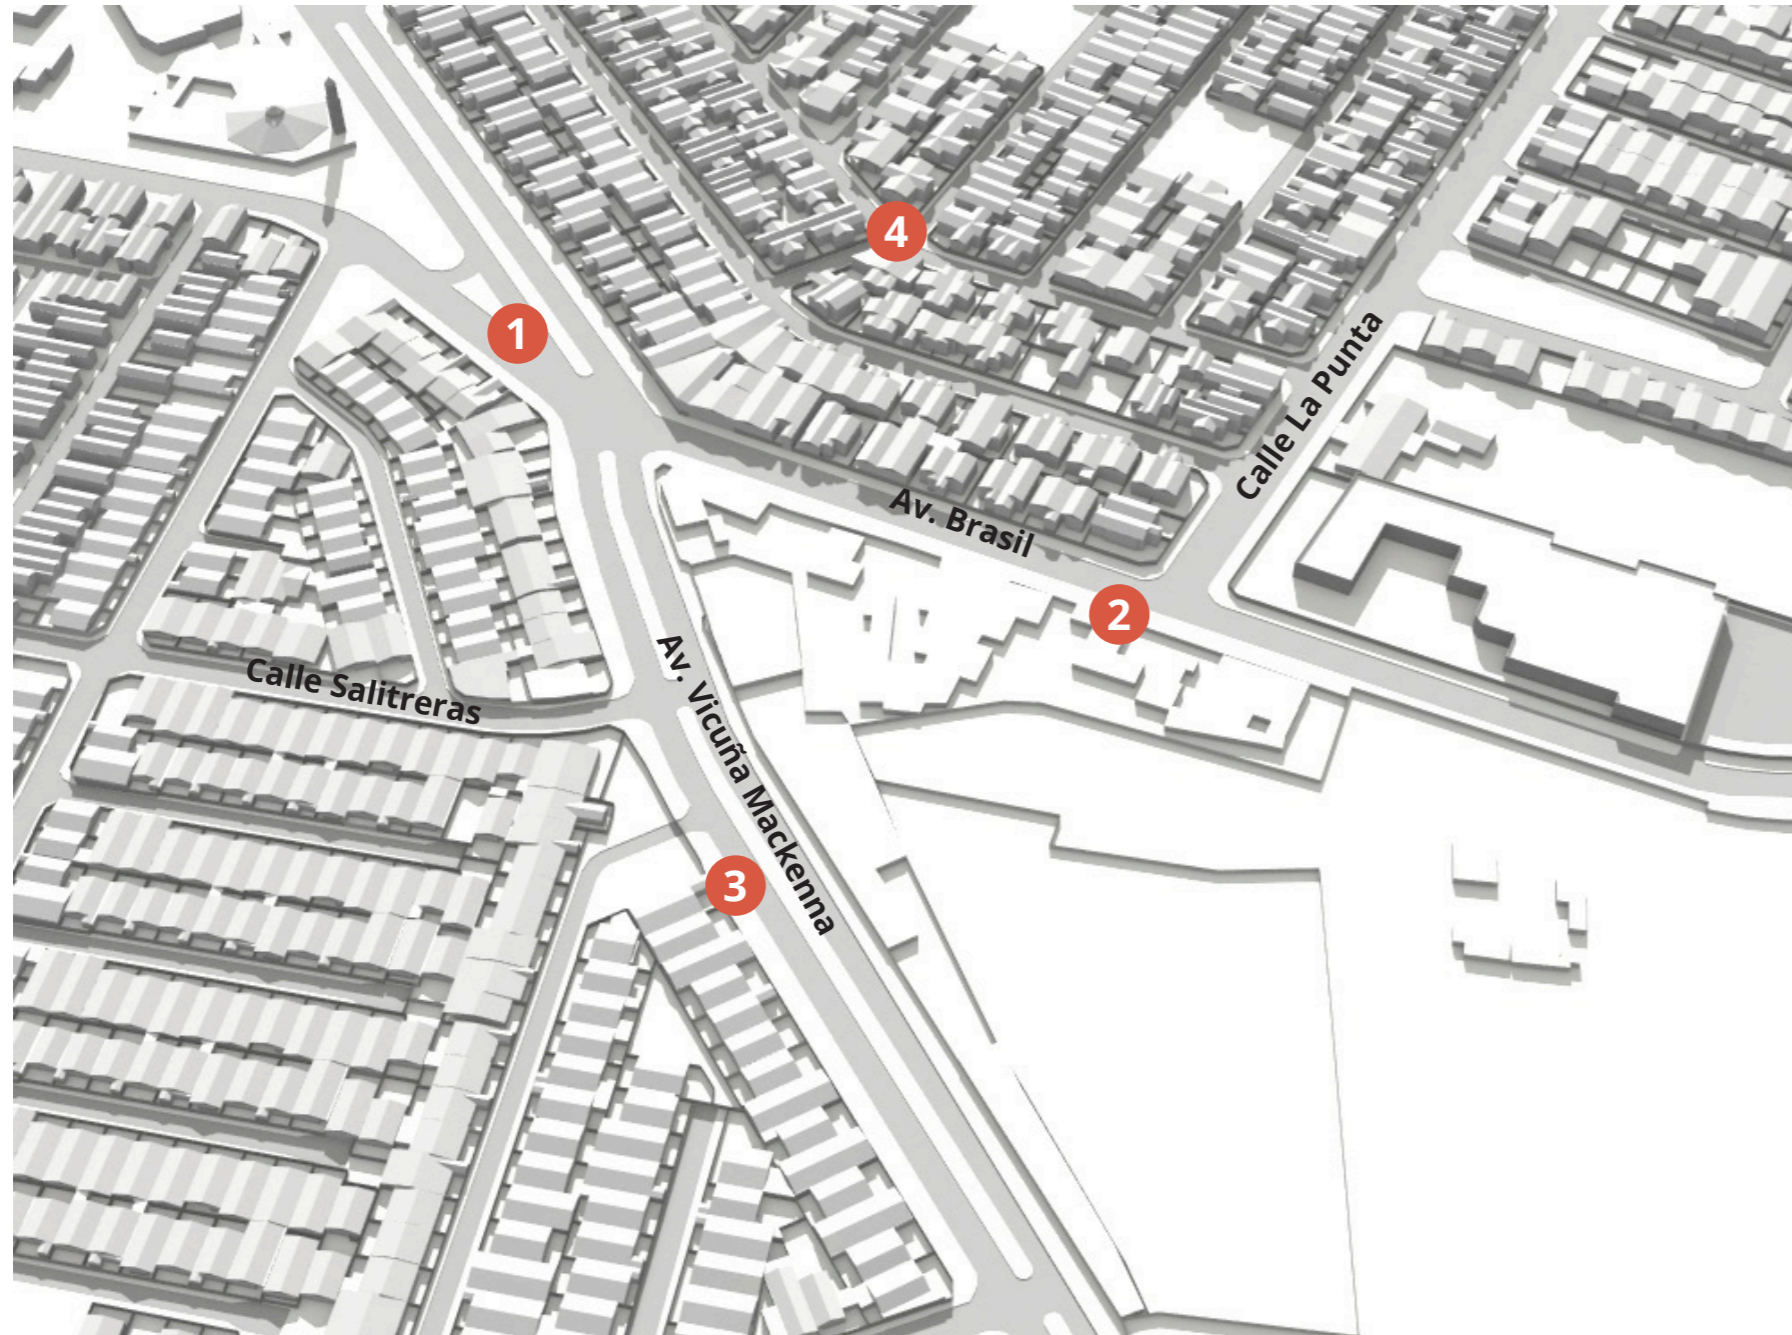 4
1
Calle La Punta
Av. Brasil
2
Calle Salitreras
Av. Vicuña Mackenna
3